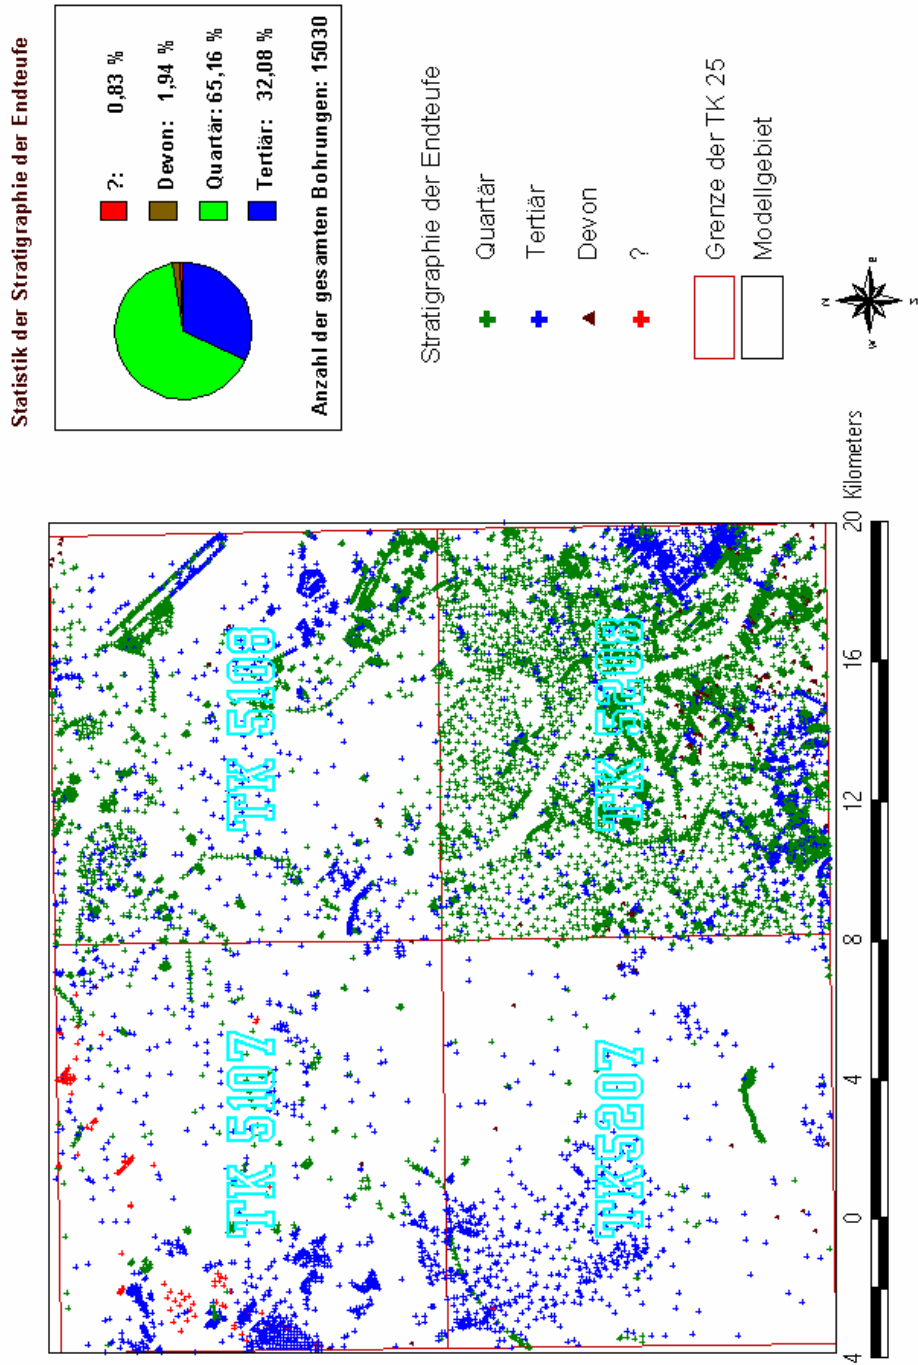 Statistik der Stratigraphie der Endteufe
?: 0,83 %
Devon: 1,94 %
Quartär: 65,16 %
Tertiär: 32,08 %
Anzahl der gesamten Bohrungen: 15030
Stratigraphie der Endteufe
Quartär
Tertiär
Devon
?
Grenze der TK 25
Modellgebiet
N
W
E
S
TK 5107
TK 5108
TK5207
TK 5208
4 0 4 8 12 16 20 Kilometers